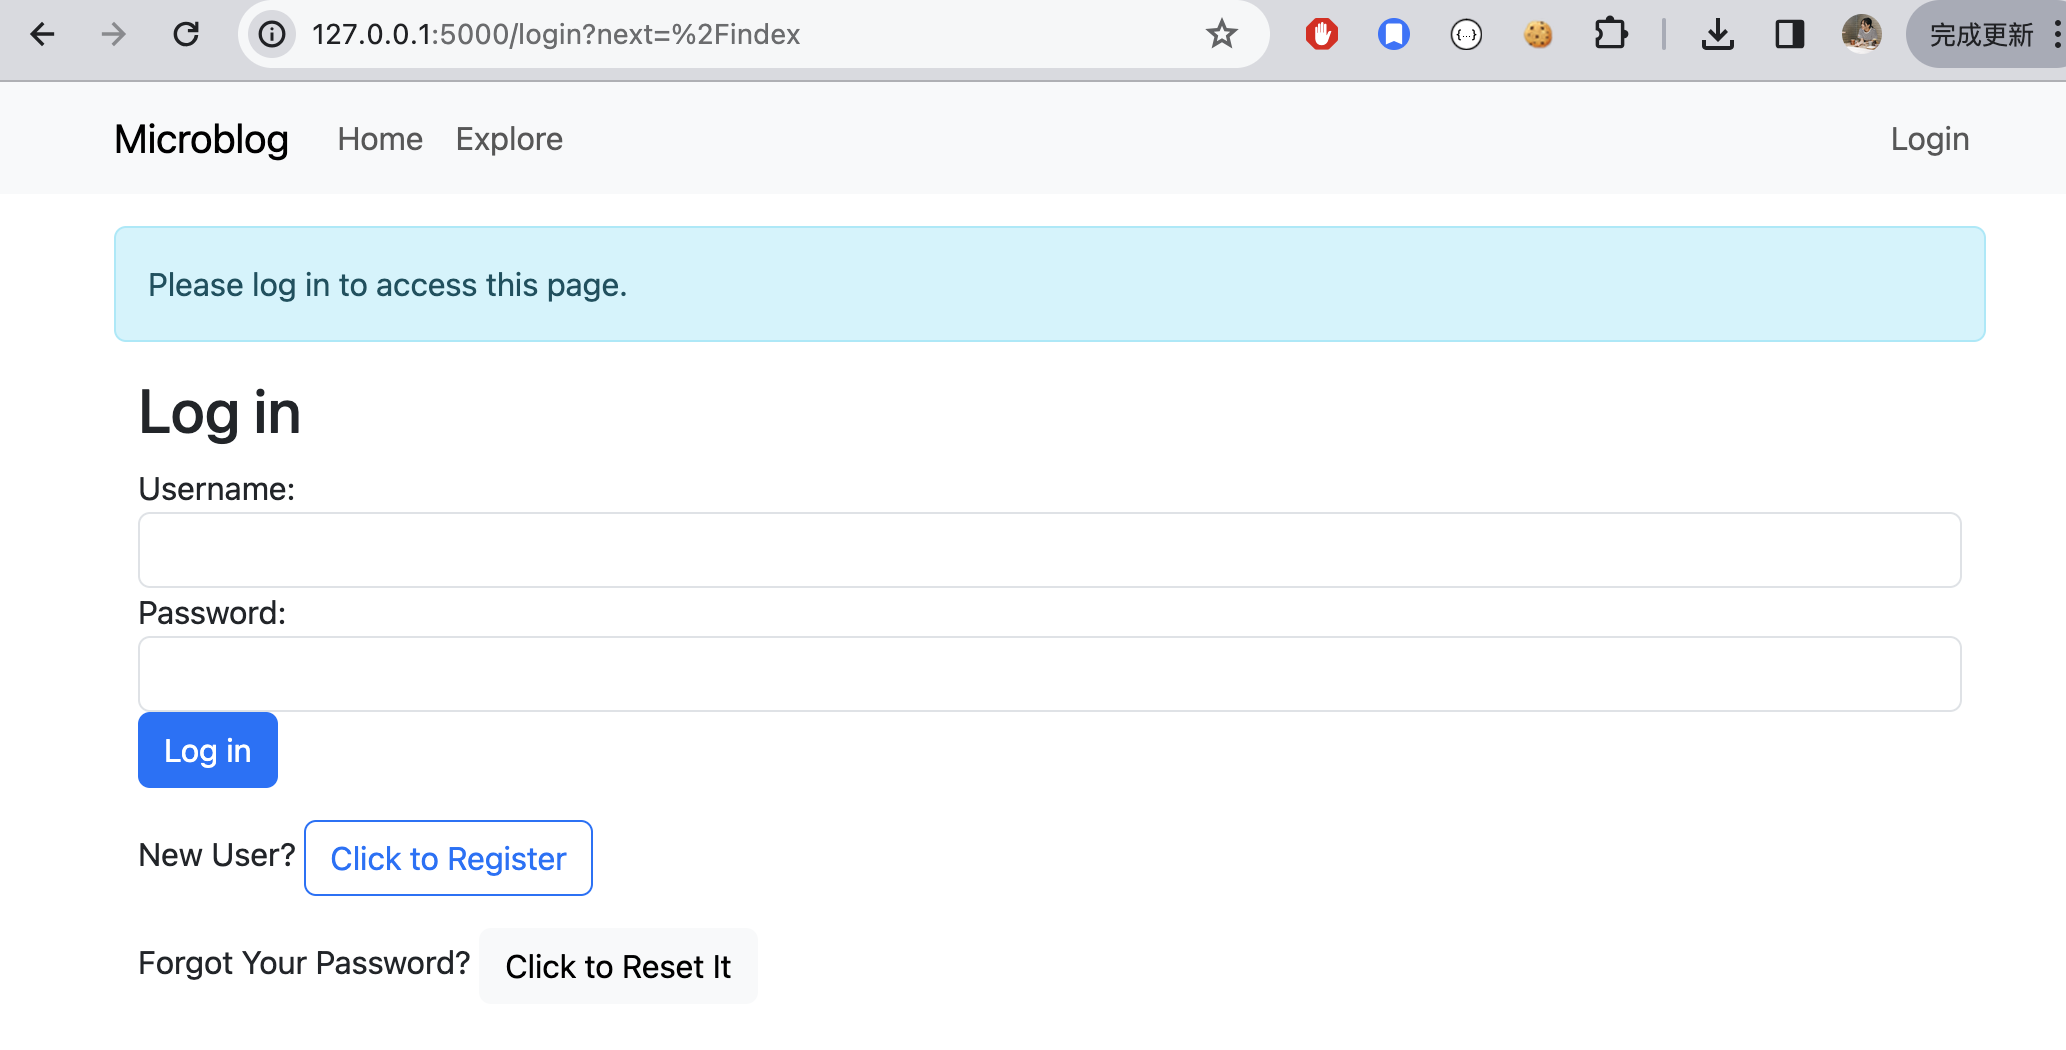 127.0.0.1:5000/login?next=%2Findex
{...}
完成更新
Microblog Home Explore Login
Please log in to access this page.
Log in
Username:
Password:
Log in
New User? Click to Register
Forgot Your Password? Click to Reset It